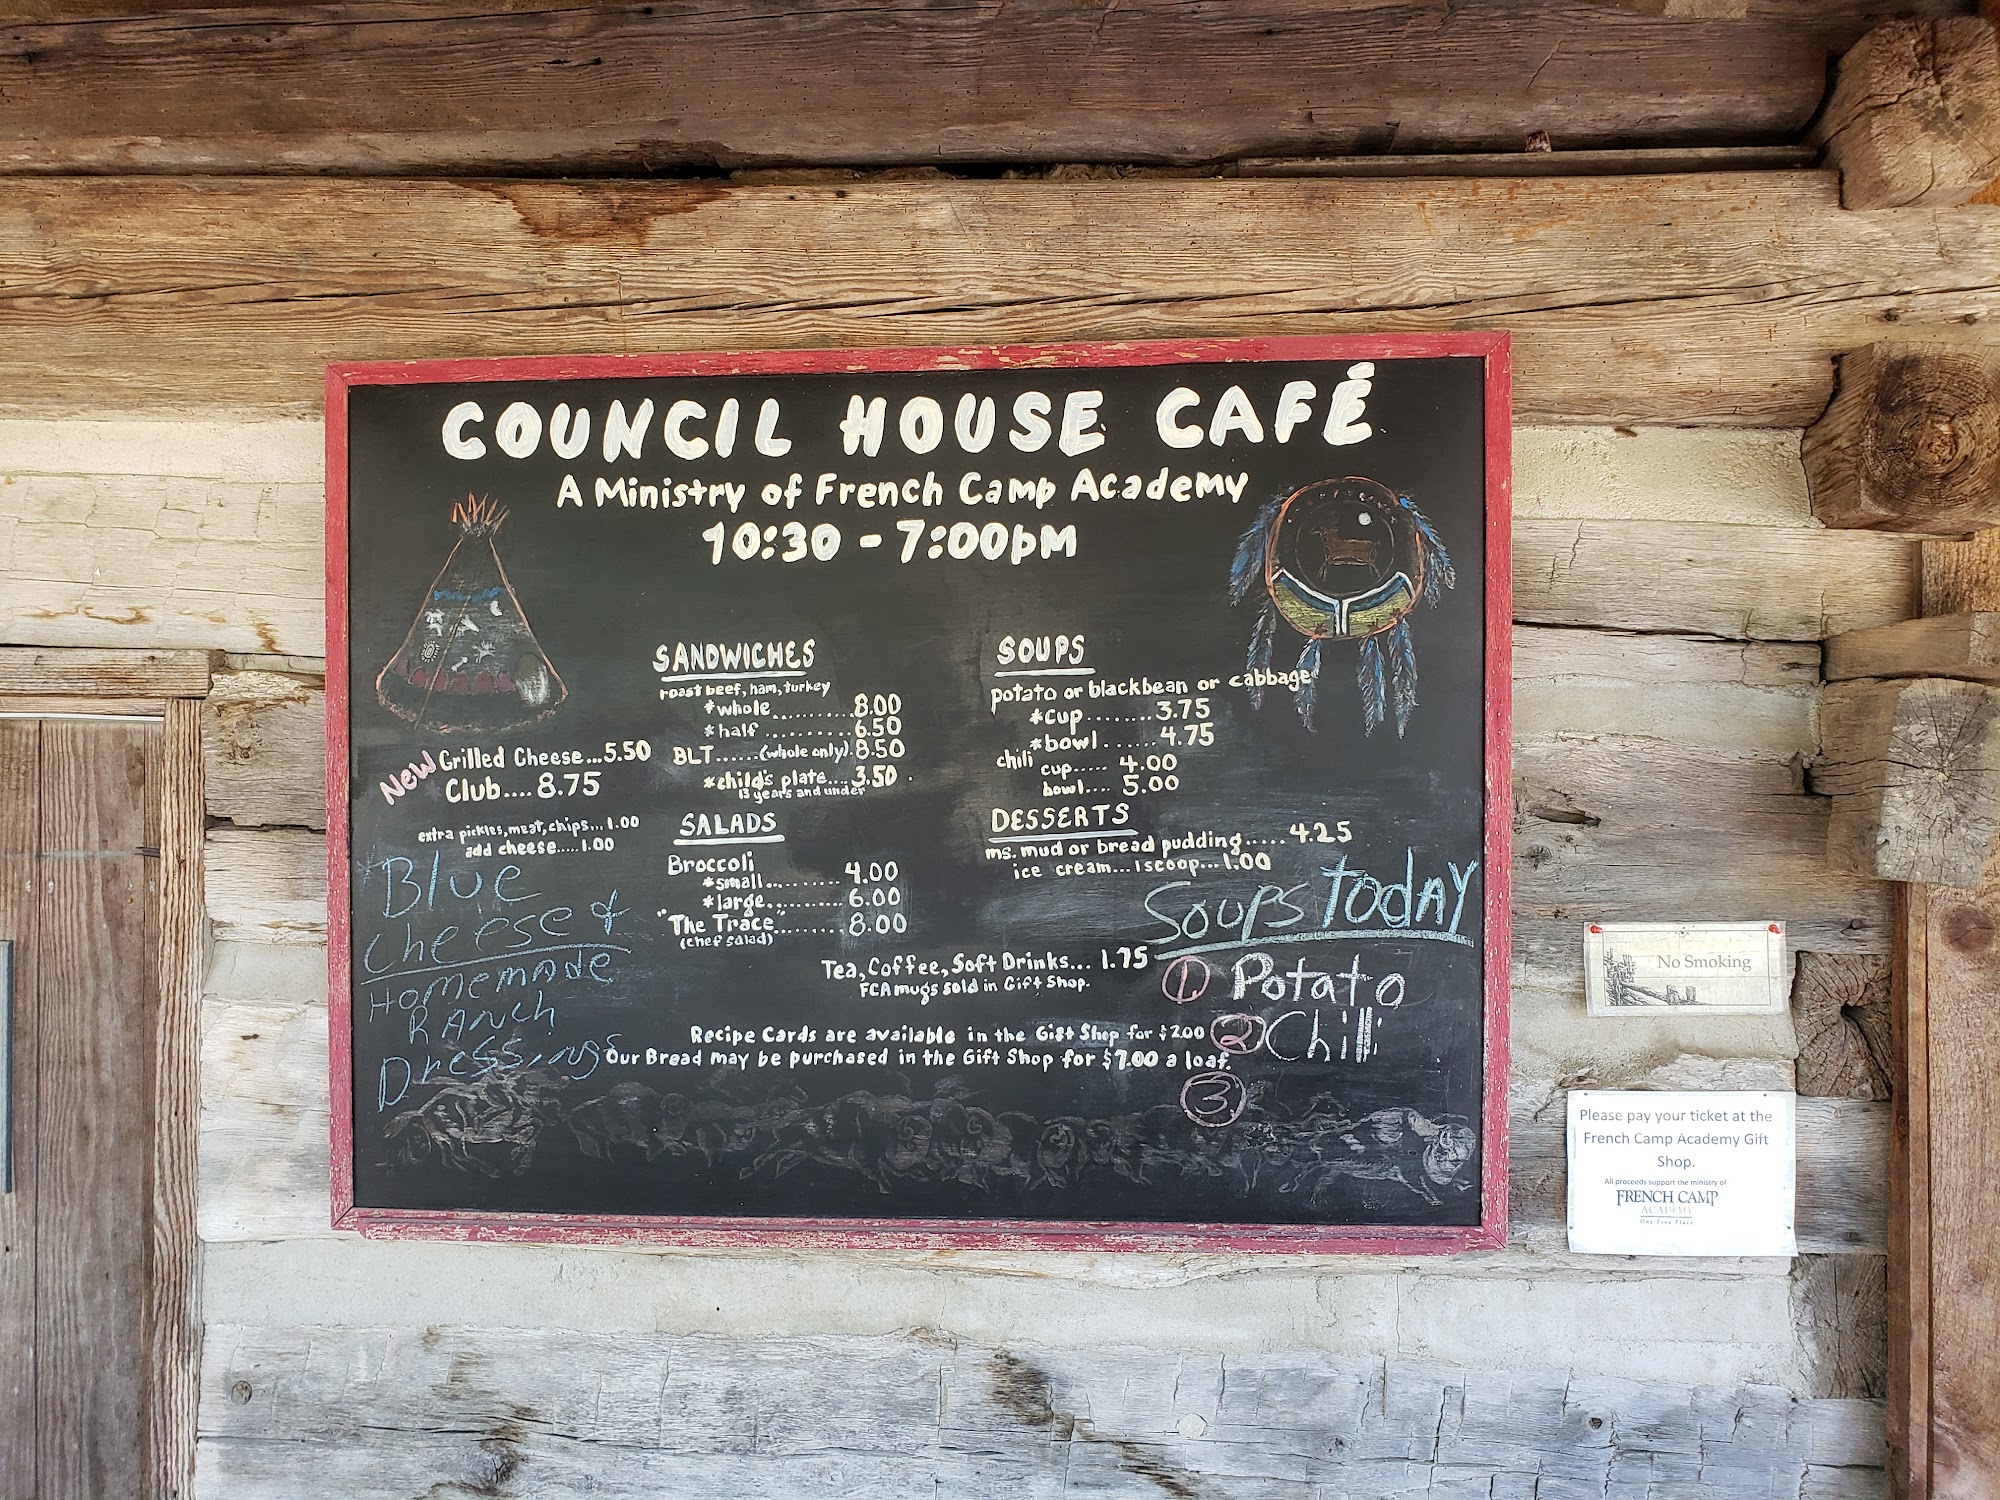 COUNCIL HOUSE CAFÉ
A Ministry of French Camp Academy
10:30 - 7:00pm
New Grilled Cheese...5.50
Club.... 8.75
extra pickles, meat, chips... 1.00
add cheese..... 1.00
Blue
Cheese &
Homemade
Ranch
Dressings
SANDWICHES
roast beef, ham, turkey
*whole...........8.00
*half...........6.50
BLT......(whole only).8.50
*child's plate....3.50
13 years and under
SALADS
Broccoli
*small.......... 4.00
*large.......... 6.00
"The Trace"......... 8.00
(chef salad)
SOUPS
potato or blackbean or cabbage
*cup........3.75
*bowl......4.75
chili
cup..... 4.00
bowl.... 5.00
DESSERTS
ms. mud or bread pudding..... 4.25
ice cream...1 scoop...1.00
Tea, Coffee, Soft Drinks... 1.75
FCA mugs sold in Gift Shop.
Recipe Cards are available in the Gift Shop for $2.00
Our Bread may be purchased in the Gift Shop for $7.00 a loaf.
Soups TODAY
1 Potato
2 Chili
3
No Smoking
Please pay your ticket at the
French Camp Academy Gift
Shop.
All proceeds support the ministry of
FRENCH CAMP
ACADEMY
One Fine Place